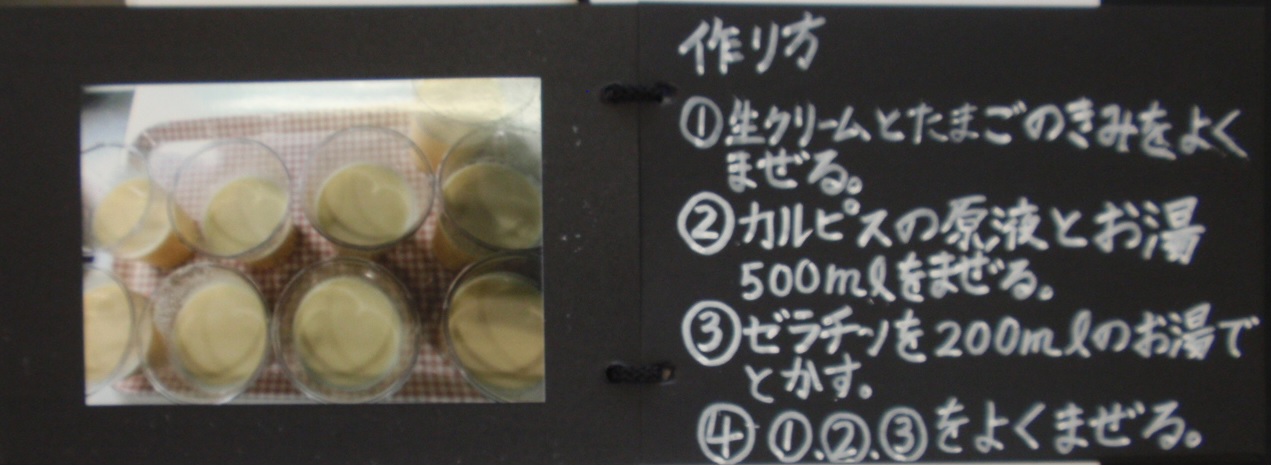 作り方
①生クリームとたまごのきみをよく
まぜる。
②カルピスの原液とお湯
500mlをまぜる。
③ゼラチンを200mlのお湯で
とかす。
④①.②.③をよくまぜる。